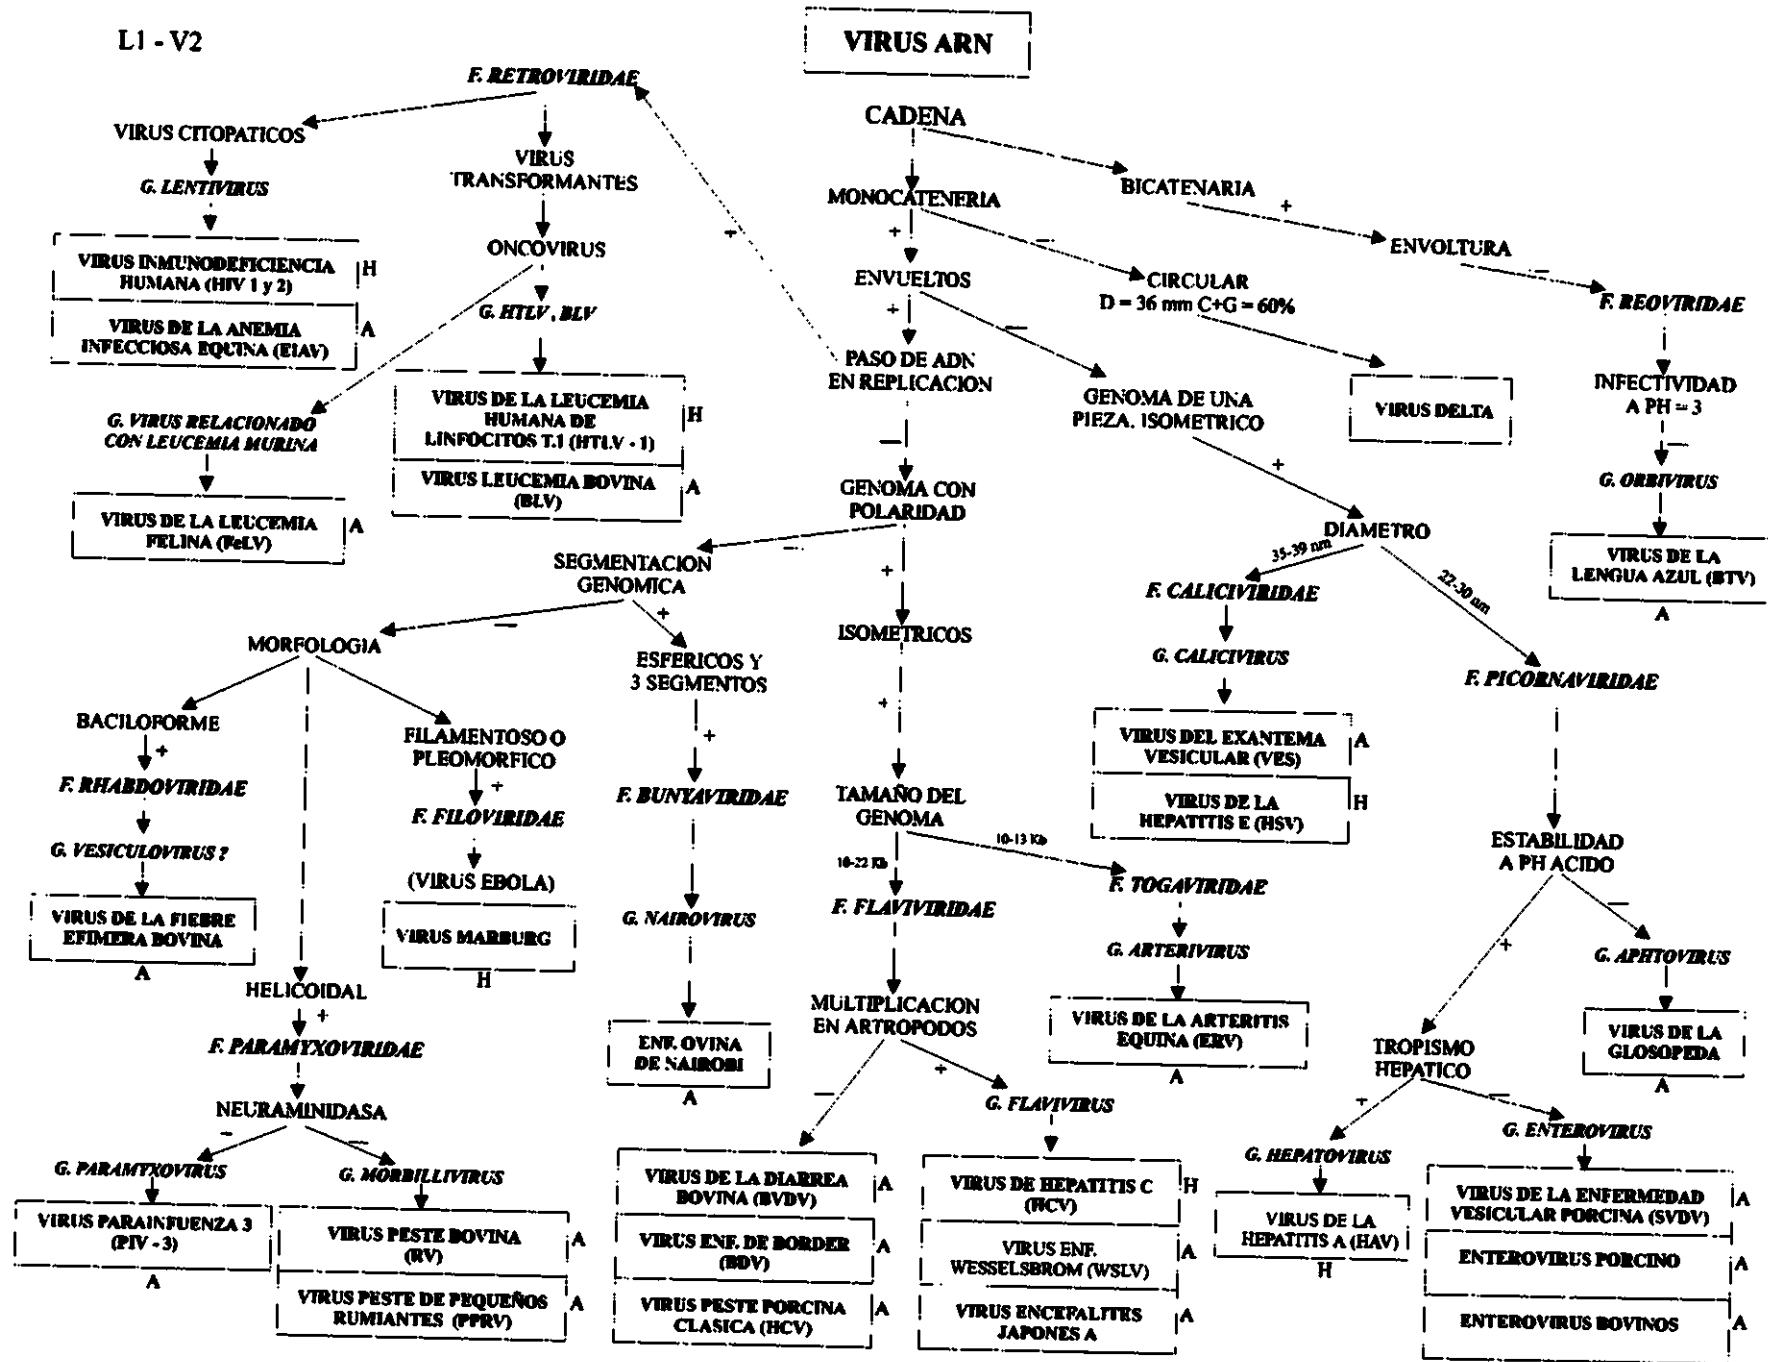 L1 - V2
VIRUS ARN
F. RETROVIRIDAE
VIRUS CITOPATICOS
G. LENTIVIRUS
VIRUS INMUNODEFICIENCIA
HUMANA (HIV 1 y 2)
H
VIRUS DE LA ANEMIA
INFECCIOSA EQUINA (EIAV)
A
VIRUS
TRANSFORMANTES
ONCOVIRUS
G. HTLV , BLV
VIRUS DE LA LEUCEMIA
HUMANA DE
LINFOCITOS T.1 (HTLV - 1)
H
VIRUS LEUCEMIA BOVINA
(BLV)
A
G. VIRUS RELACIONADO
CON LEUCEMIA MURINA
VIRUS DE LA LEUCEMIA
FELINA (FeLV)
A
CADENA
MONOCATENERIA
+
—
ENVUELTOS
+
—
PASO DE ADN
EN REPLICACION
+
—
GENOMA CON
POLARIDAD
—
+
BICATENARIA
+
ENVOLTURA
—
F. REOVIRIDAE
INFECTIVIDAD
A PH = 3
—
G. ORBIVIRUS
VIRUS DE LA
LENGUA AZUL (BTV)
A
CIRCULAR
D = 36 mm C+G = 60%
VIRUS DELTA
GENOMA DE UNA
PIEZA. ISOMETRICO
+
DIAMETRO
35-39 nm
22-30 nm
F. CALICIVIRIDAE
G. CALICIVIRUS
VIRUS DEL EXANTEMA
VESICULAR (VES)
A
VIRUS DE LA
HEPATITIS E (HSV)
H
F. PICORNAVIRIDAE
ESTABILIDAD
A PH ACIDO
+
—
G. APHTOVIRUS
VIRUS DE LA
GLOSOPEDA
A
TROPISMO
HEPATICO
+
—
G. HEPATOVIRUS
VIRUS DE LA
HEPATITIS A (HAV)
H
G. ENTEROVIRUS
VIRUS DE LA ENFERMEDAD
VESICULAR PORCINA (SVDV)
A
ENTEROVIRUS PORCINO
A
ENTEROVIRUS BOVINOS
A
SEGMENTACION
GENOMICA
—
+
MORFOLOGIA
BACILOFORME
+
F. RHABDOVIRIDAE
G. VESICULOVIRUS ?
VIRUS DE LA FIEBRE
EFIMERA BOVINA
A
FILAMENTOSO O
PLEOMORFICO
+
F. FILOVIRIDAE
(VIRUS EBOLA)
VIRUS MARBURG
H
HELICOIDAL
+
F. PARAMYXOVIRIDAE
NEURAMINIDASA
–
—
G. PARAMYXOVIRUS
VIRUS PARAINFUENZA 3
(PIV - 3)
A
G. MORBILLIVIRUS
VIRUS PESTE BOVINA
(RV)
A
VIRUS PESTE DE PEQUEÑOS
RUMIANTES (PPRV)
A
ESFERICOS Y
3 SEGMENTOS
+
F. BUNYAVIRIDAE
G. NAIROVIRUS
ENF. OVINA
DE NAIROBI
A
ISOMETRICOS
+
TAMAÑO DEL
GENOMA
10-22 Kb
10-13 Kb
F. FLAVIVIRIDAE
F. TOGAVIRIDAE
G. ARTERIVIRUS
VIRUS DE LA ARTERITIS
EQUINA (ERV)
A
MULTIPLICACION
EN ARTROPODOS
—
+
G. FLAVIVIRUS
VIRUS DE LA DIARREA
BOVINA (BVDV)
A
VIRUS ENF. DE BORDER
(BDV)
A
VIRUS PESTE PORCINA
CLASICA (HCV)
A
VIRUS DE HEPATITIS C
(HCV)
H
VIRUS ENF.
WESSELSBROM (WSLV)
A
VIRUS ENCEFALITES
JAPONES A
A